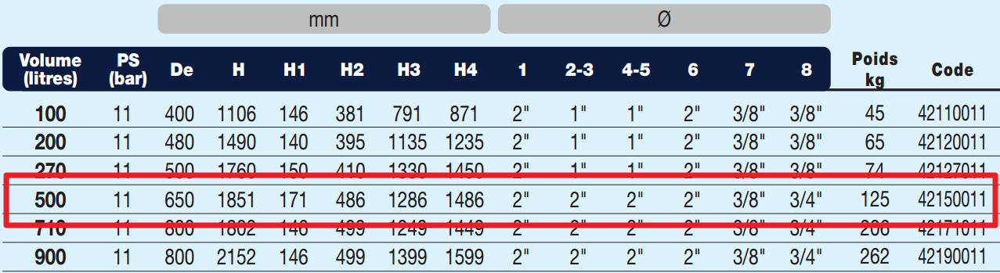 mm Ø
Volume (litres) PS (bar) De H H1 H2 H3 H4 1 2-3 4-5 6 7 8 Poids kg Code
100 11 400 1106 146 381 791 871 2" 1" 1" 2" 3/8" 3/8" 45 42110011
200 11 480 1490 140 395 1135 1235 2" 1" 1" 2" 3/8" 3/8" 65 42120011
270 11 500 1760 150 410 1330 1450 2" 1" 1" 2" 3/8" 3/8" 74 42127011
500 11 650 1851 171 486 1286 1486 2" 2" 2" 2" 3/8" 3/4" 125 42150011
710 11 800 1802 146 499 1249 1449 2" 2" 2" 2" 3/8" 3/4" 206 42171011
900 11 800 2152 146 499 1399 1599 2" 2" 2" 2" 3/8" 3/4" 262 42190011